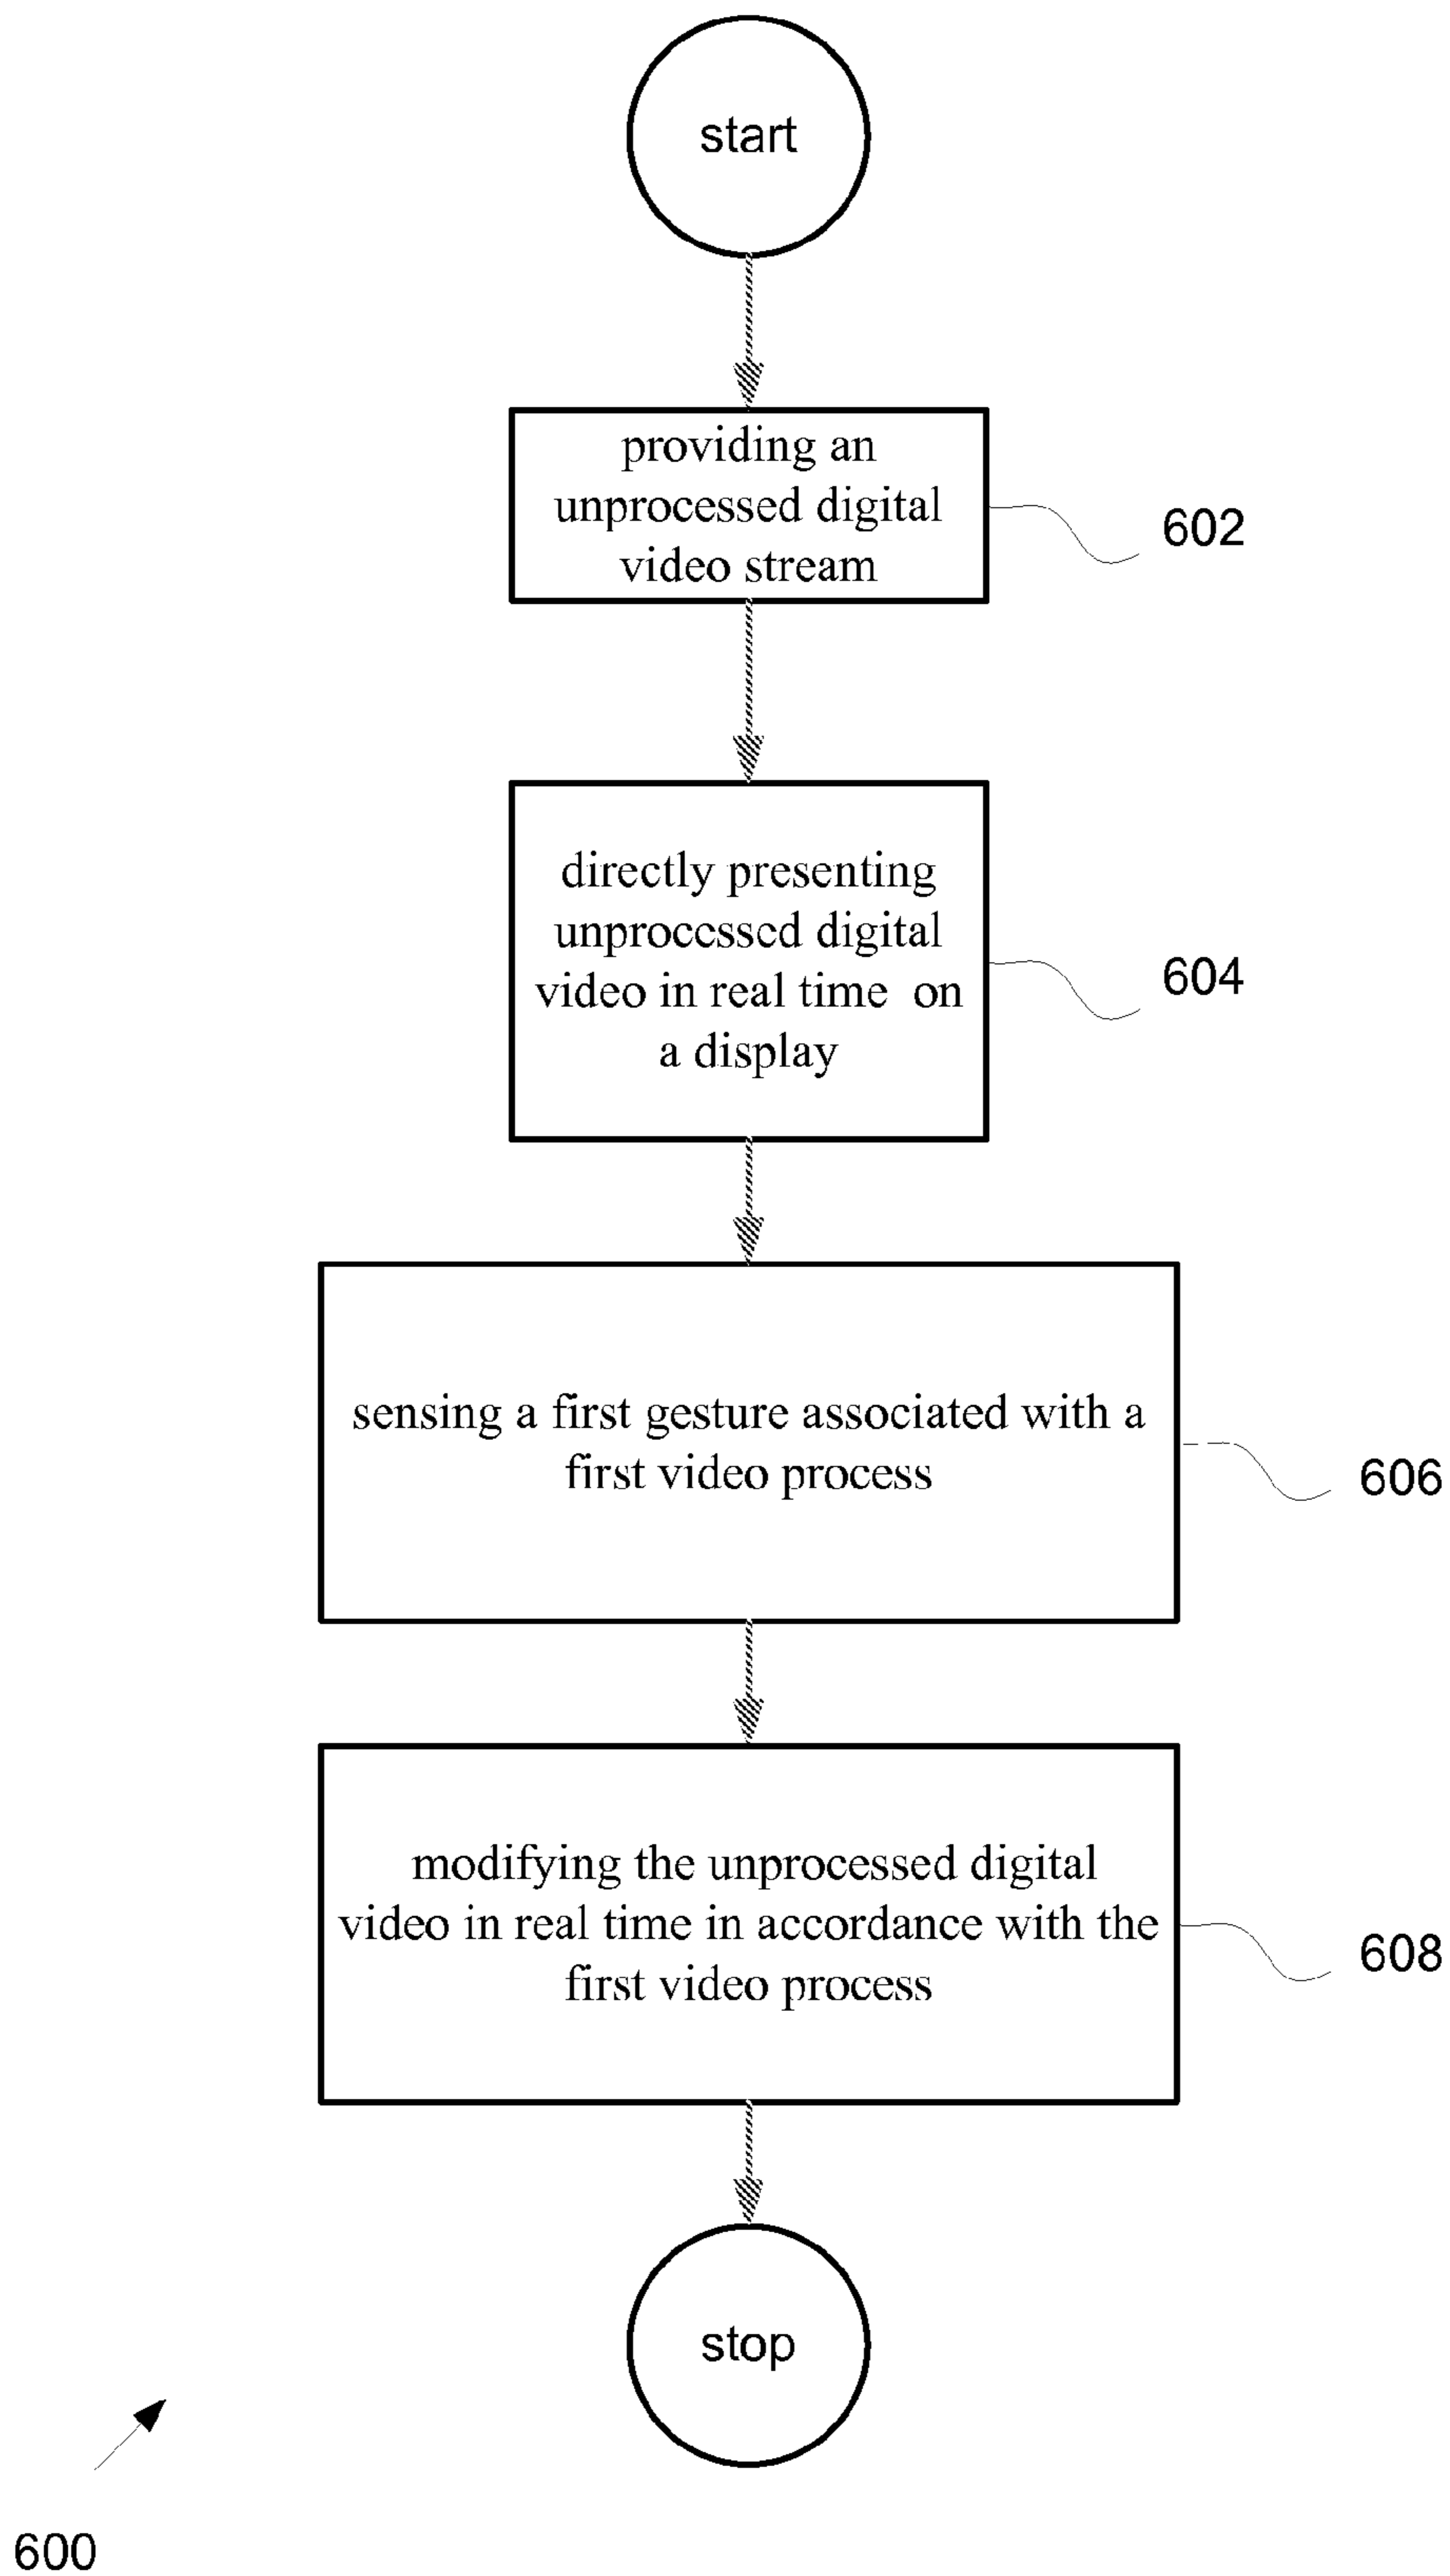 start
providing an
unprocessed digital
video stream
602
directly presenting
unprocessed digital
video in real time on
a display
604
sensing a first gesture associated with a
first video process
606
modifying the unprocessed digital
video in real time in accordance with the
first video process
608
stop
600